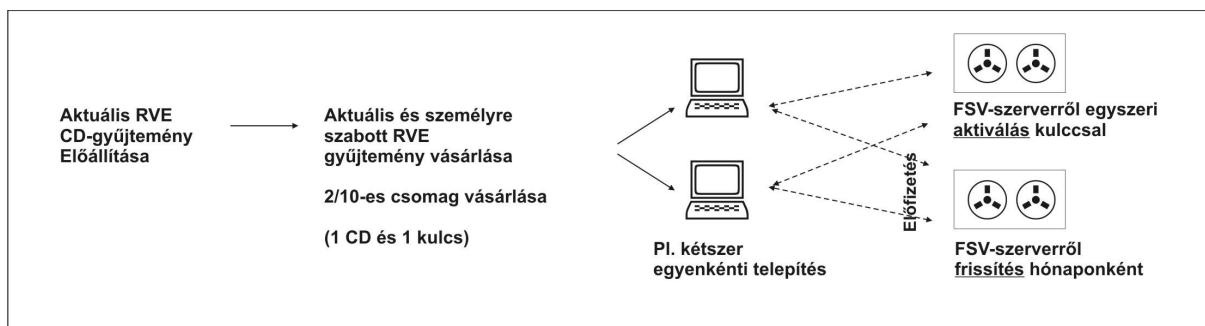 Aktuális RVE
CD-gyűjtemény
Előállítása
Aktuális és személyre
szabott RVE
gyűjtemény vásárlása
2/10-es csomag vásárlása
(1 CD és 1 kulcs)
Pl. kétszer
egyenkénti telepítés
Előfizetés
FSV-szerverről egyszeri
aktiválás kulccsal
FSV-szerverről
frissítés hónaponként